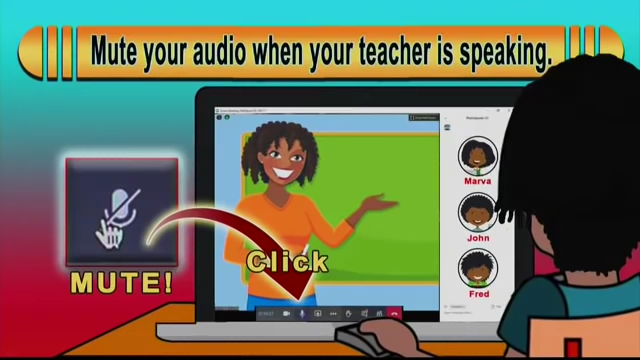 Mute your audio when your teacher is speaking.
Marva
John
Fred
MUTE!
Click